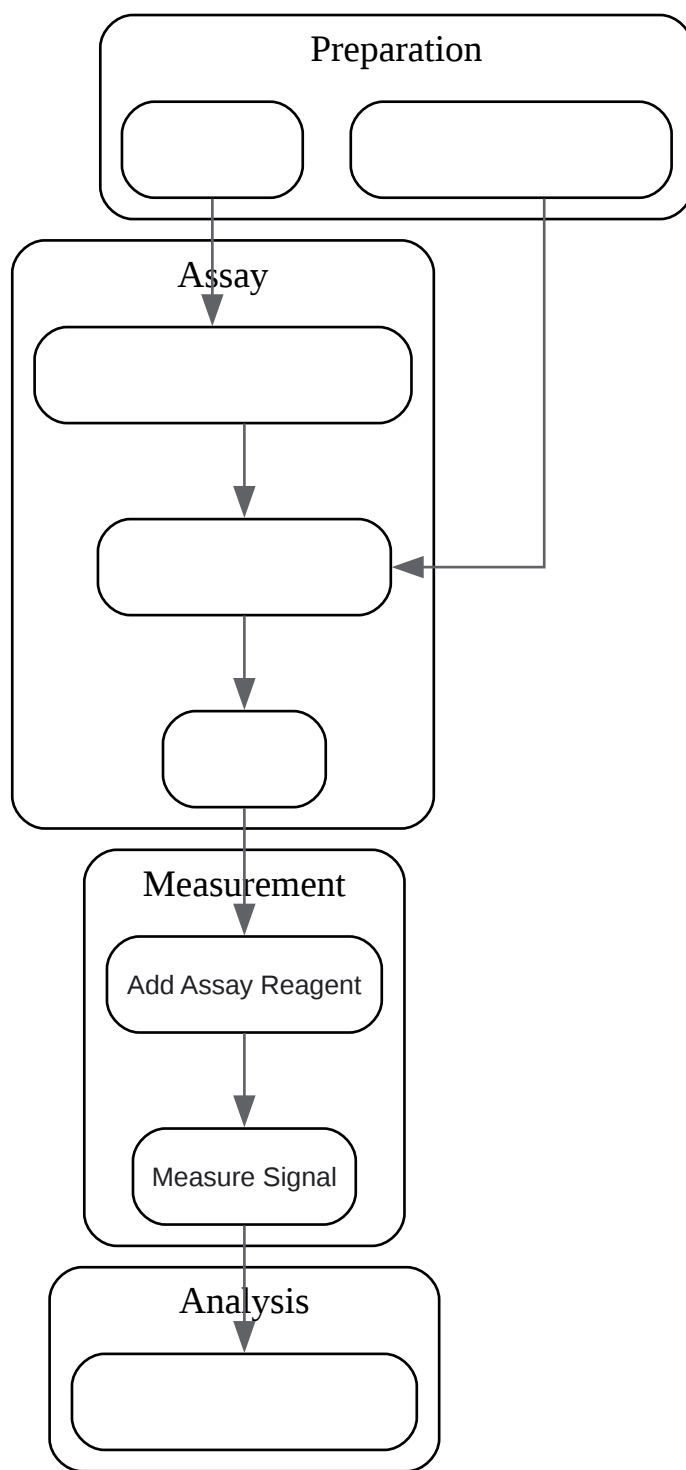 Preparation
Assay
Measurement
Add Assay Reagent
Measure Signal
Analysis